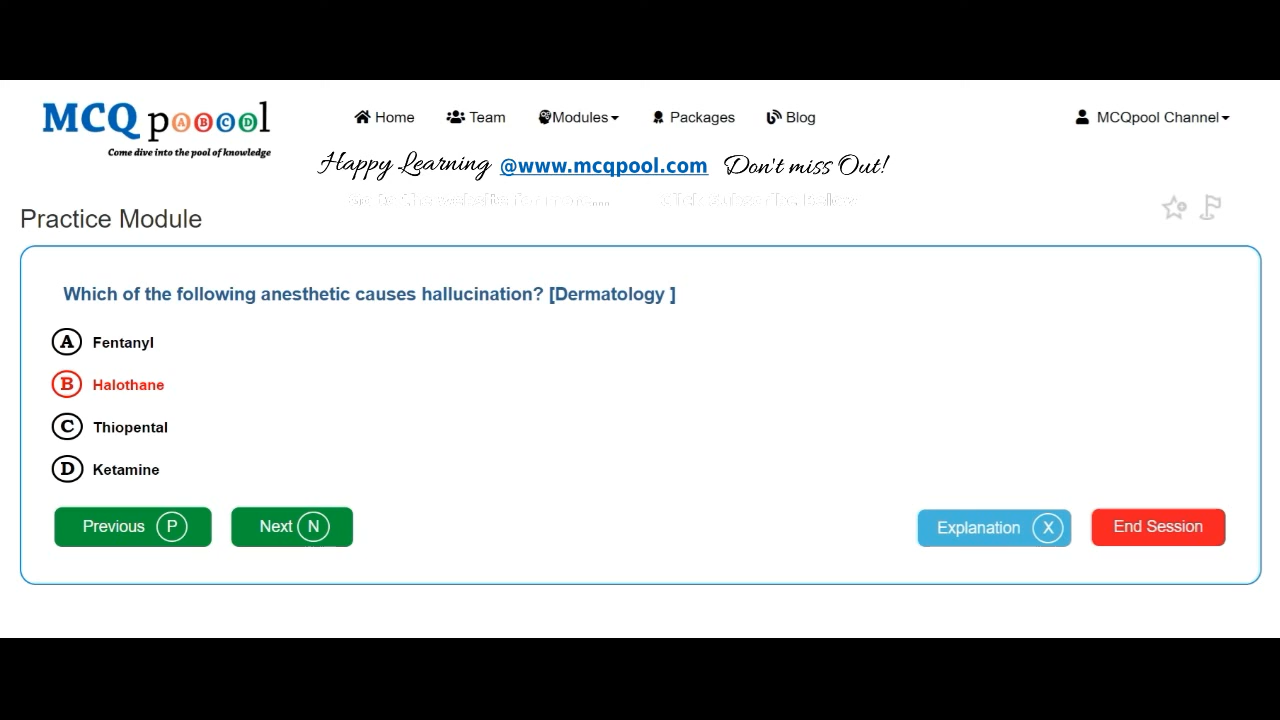 MCQ pooool
A B C D
Come dive into the pool of knowledge
Home Team Modules Packages Blog MCQpool Channel
Happy Learning @www.mcqpool.com Don't miss Out!
Practice Module
Which of the following anesthetic causes hallucination? [Dermatology ]
A Fentanyl
B Halothane
C Thiopental
D Ketamine
Previous P Next N Explanation X End Session